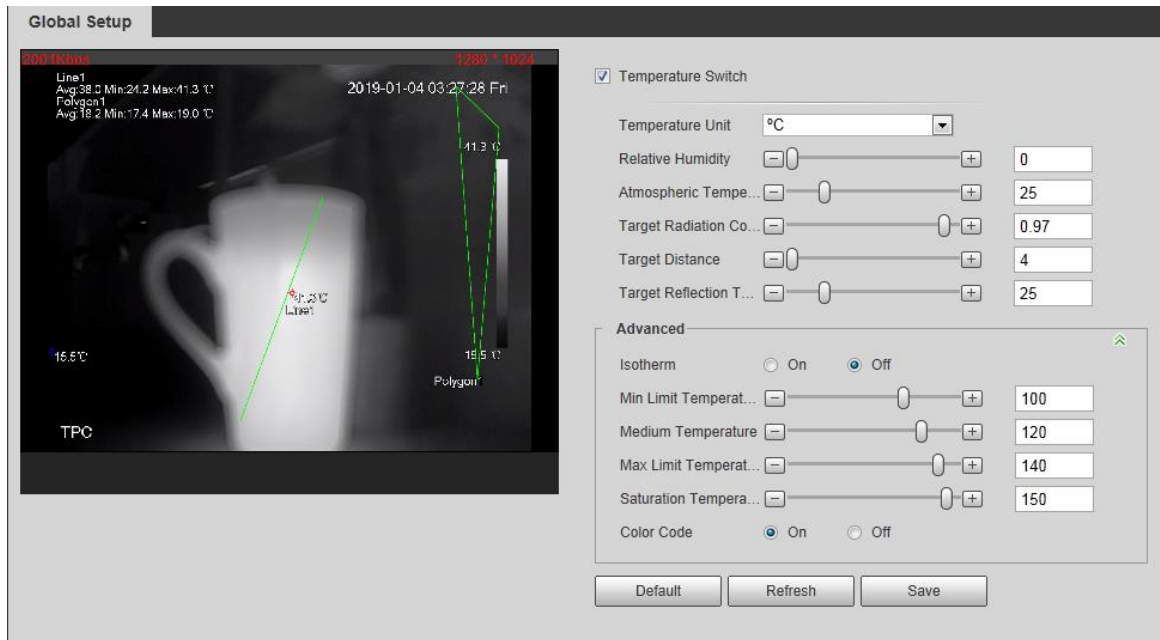 Global Setup
2001Kbps 1280 * 1024
Line1
Avg:38.0 Min:24.2 Max:41.3 ℃
Polygon1
Avg:18.2 Min:17.4 Max:19.0 ℃
2019-01-04 03:27:28 Fri
41.3 ℃
Line1
15.5℃
15.5 ℃
Polygon1
TPC
Temperature Switch
Temperature Unit ºC
Relative Humidity 0
Atmospheric Tempe... 25
Target Radiation Co... 0.97
Target Distance 4
Target Reflection T... 25
Advanced
Isotherm On Off
Min Limit Temperat... 100
Medium Temperature 120
Max Limit Temperat... 140
Saturation Tempera... 150
Color Code On Off
Default Refresh Save